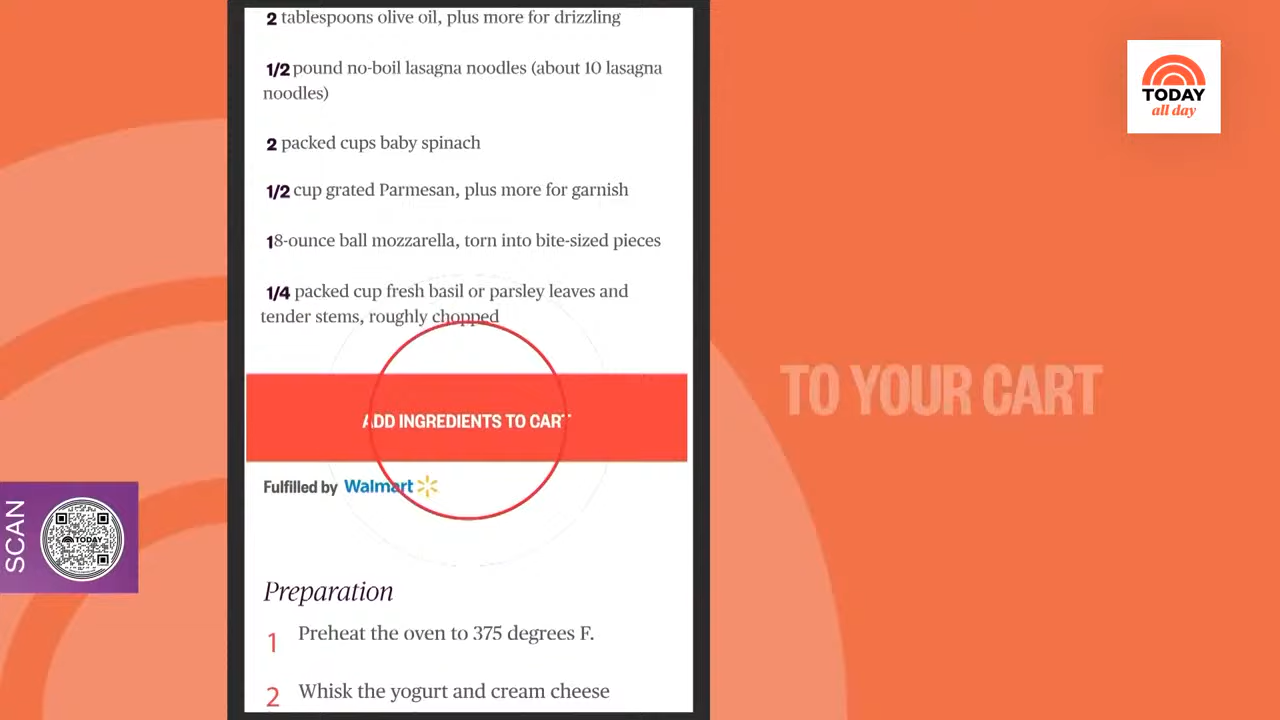 2 tablespoons olive oil, plus more for drizzling
1/2 pound no-boil lasagna noodles (about 10 lasagna
noodles)
2 packed cups baby spinach
1/2 cup grated Parmesan, plus more for garnish
18-ounce ball mozzarella, torn into bite-sized pieces
1/4 packed cup fresh basil or parsley leaves and
tender stems, roughly chopped
ADD INGREDIENTS TO CART
Fulfilled by Walmart
Preparation
1 Preheat the oven to 375 degrees F.
2 Whisk the yogurt and cream cheese
TO YOUR CART
TODAY
all day
SCAN
TODAY